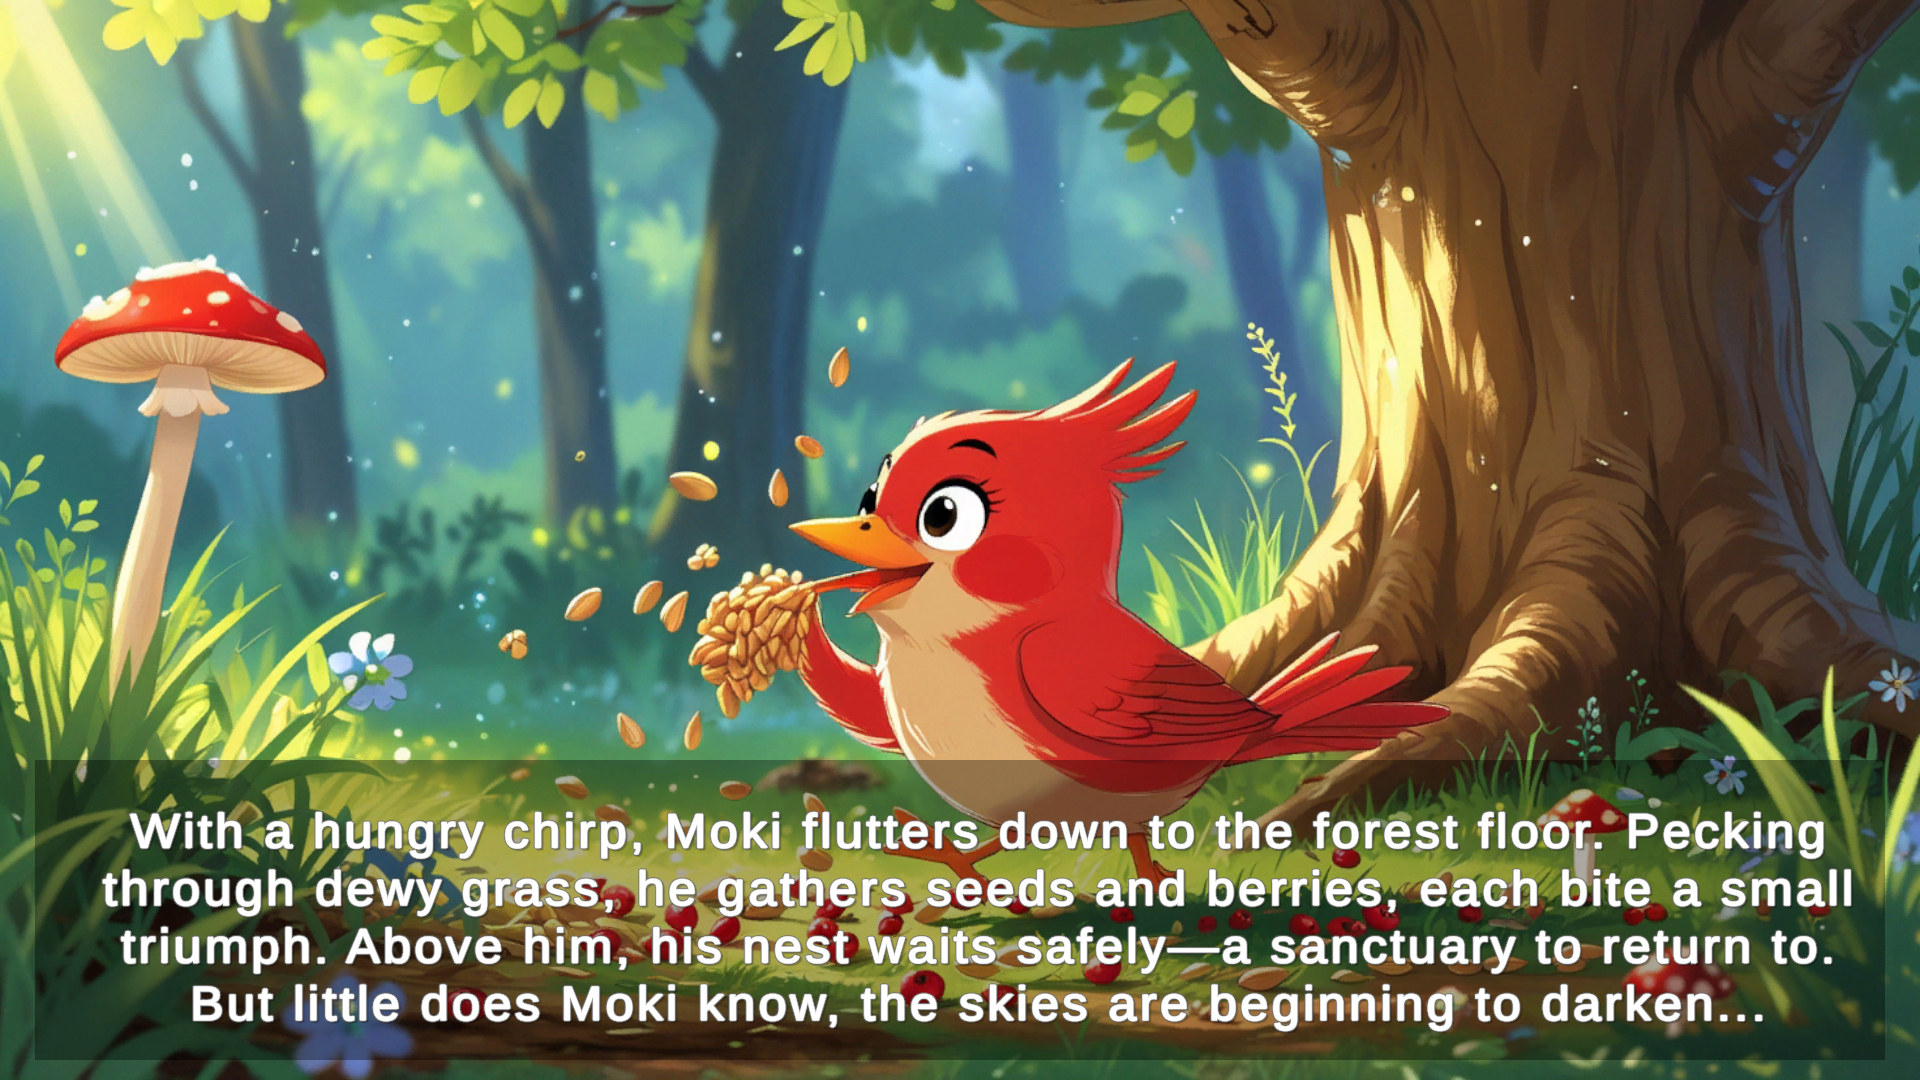 With a hungry chirp, Moki flutters down to the forest floor. Pecking
through dewy grass, he gathers seeds and berries, each bite a small
triumph. Above him, his nest waits safely—a sanctuary to return to.
But little does Moki know, the skies are beginning to darken...